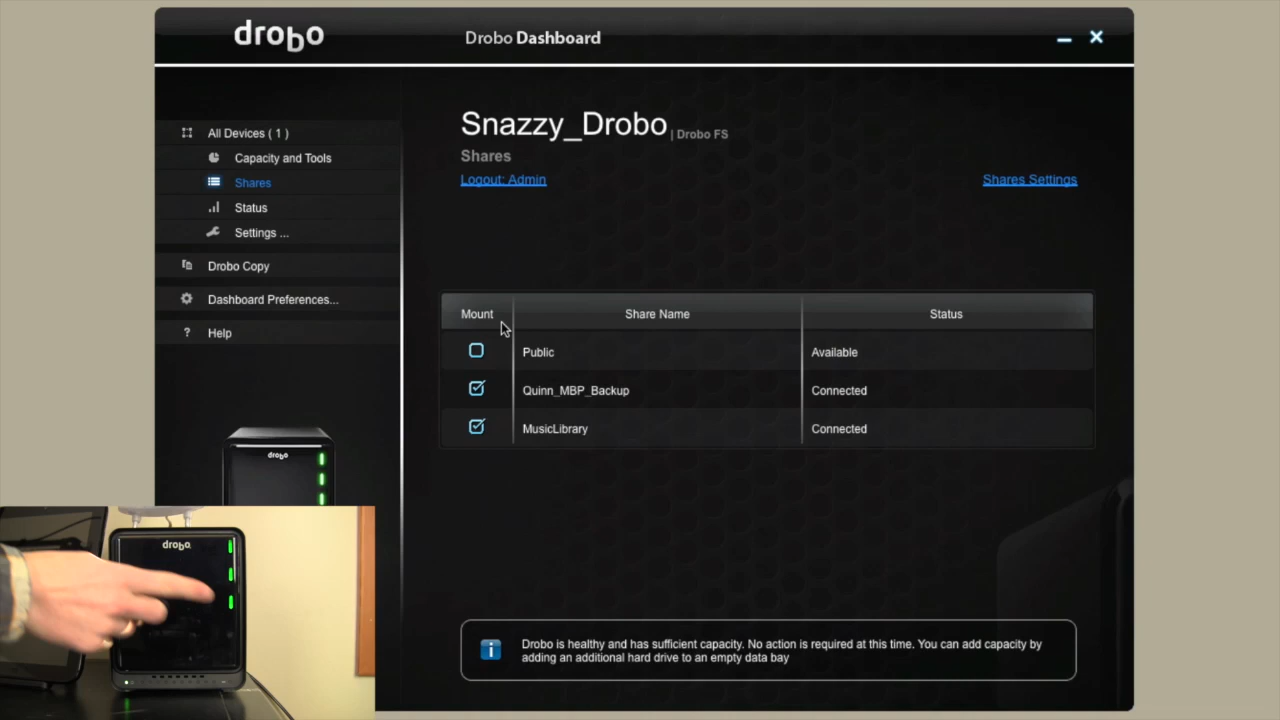 drobo
Drobo Dashboard
All Devices ( 1 )
Capacity and Tools
Shares
Status
Settings ...
Drobo Copy
Dashboard Preferences...
? Help
Snazzy_Drobo | Drobo FS
Shares
Logout: Admin
Shares Settings
Mount Share Name Status
Public Available
Quinn_MBP_Backup Connected
MusicLibrary Connected
Drobo is healthy and has sufficient capacity. No action is required at this time. You can add capacity by
adding an additional hard drive to an empty data bay
drobo
drobo